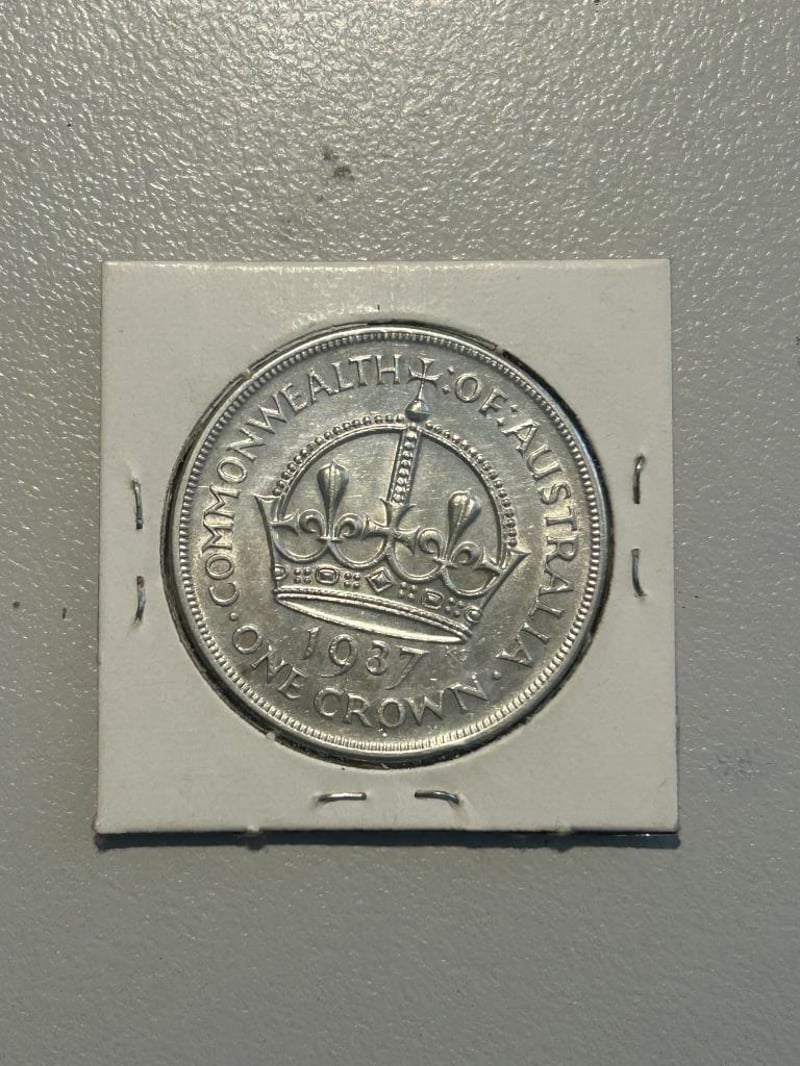 ·COMMONWEALTH :OF: AUSTRALIA·
1937
ONE CROWN